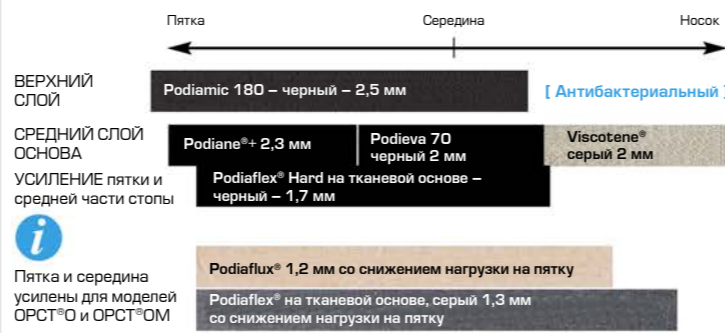 Пятка Середина Носок
ВЕРХНИЙ
СЛОЙ
Podiamic 180 – черный – 2,5 мм
[ Антибактериальный ]
СРЕДНИЙ СЛОЙ
ОСНОВА
Podiane®+ 2,3 мм
Podieva 70
черный 2 мм
Viscotene®
серый 2 мм
УСИЛЕНИЕ пятки и
средней части стопы
Podiaflex® Hard на тканевой основе –
черный – 1,7 мм
i
Пятка и середина
усилены для моделей
ОРСТ®О и ОРСТ®ОМ
Podiaflux® 1,2 мм со снижением нагрузки на пятку
Podiaflex® на тканевой основе, серый 1,3 мм
со снижением нагрузки на пятку